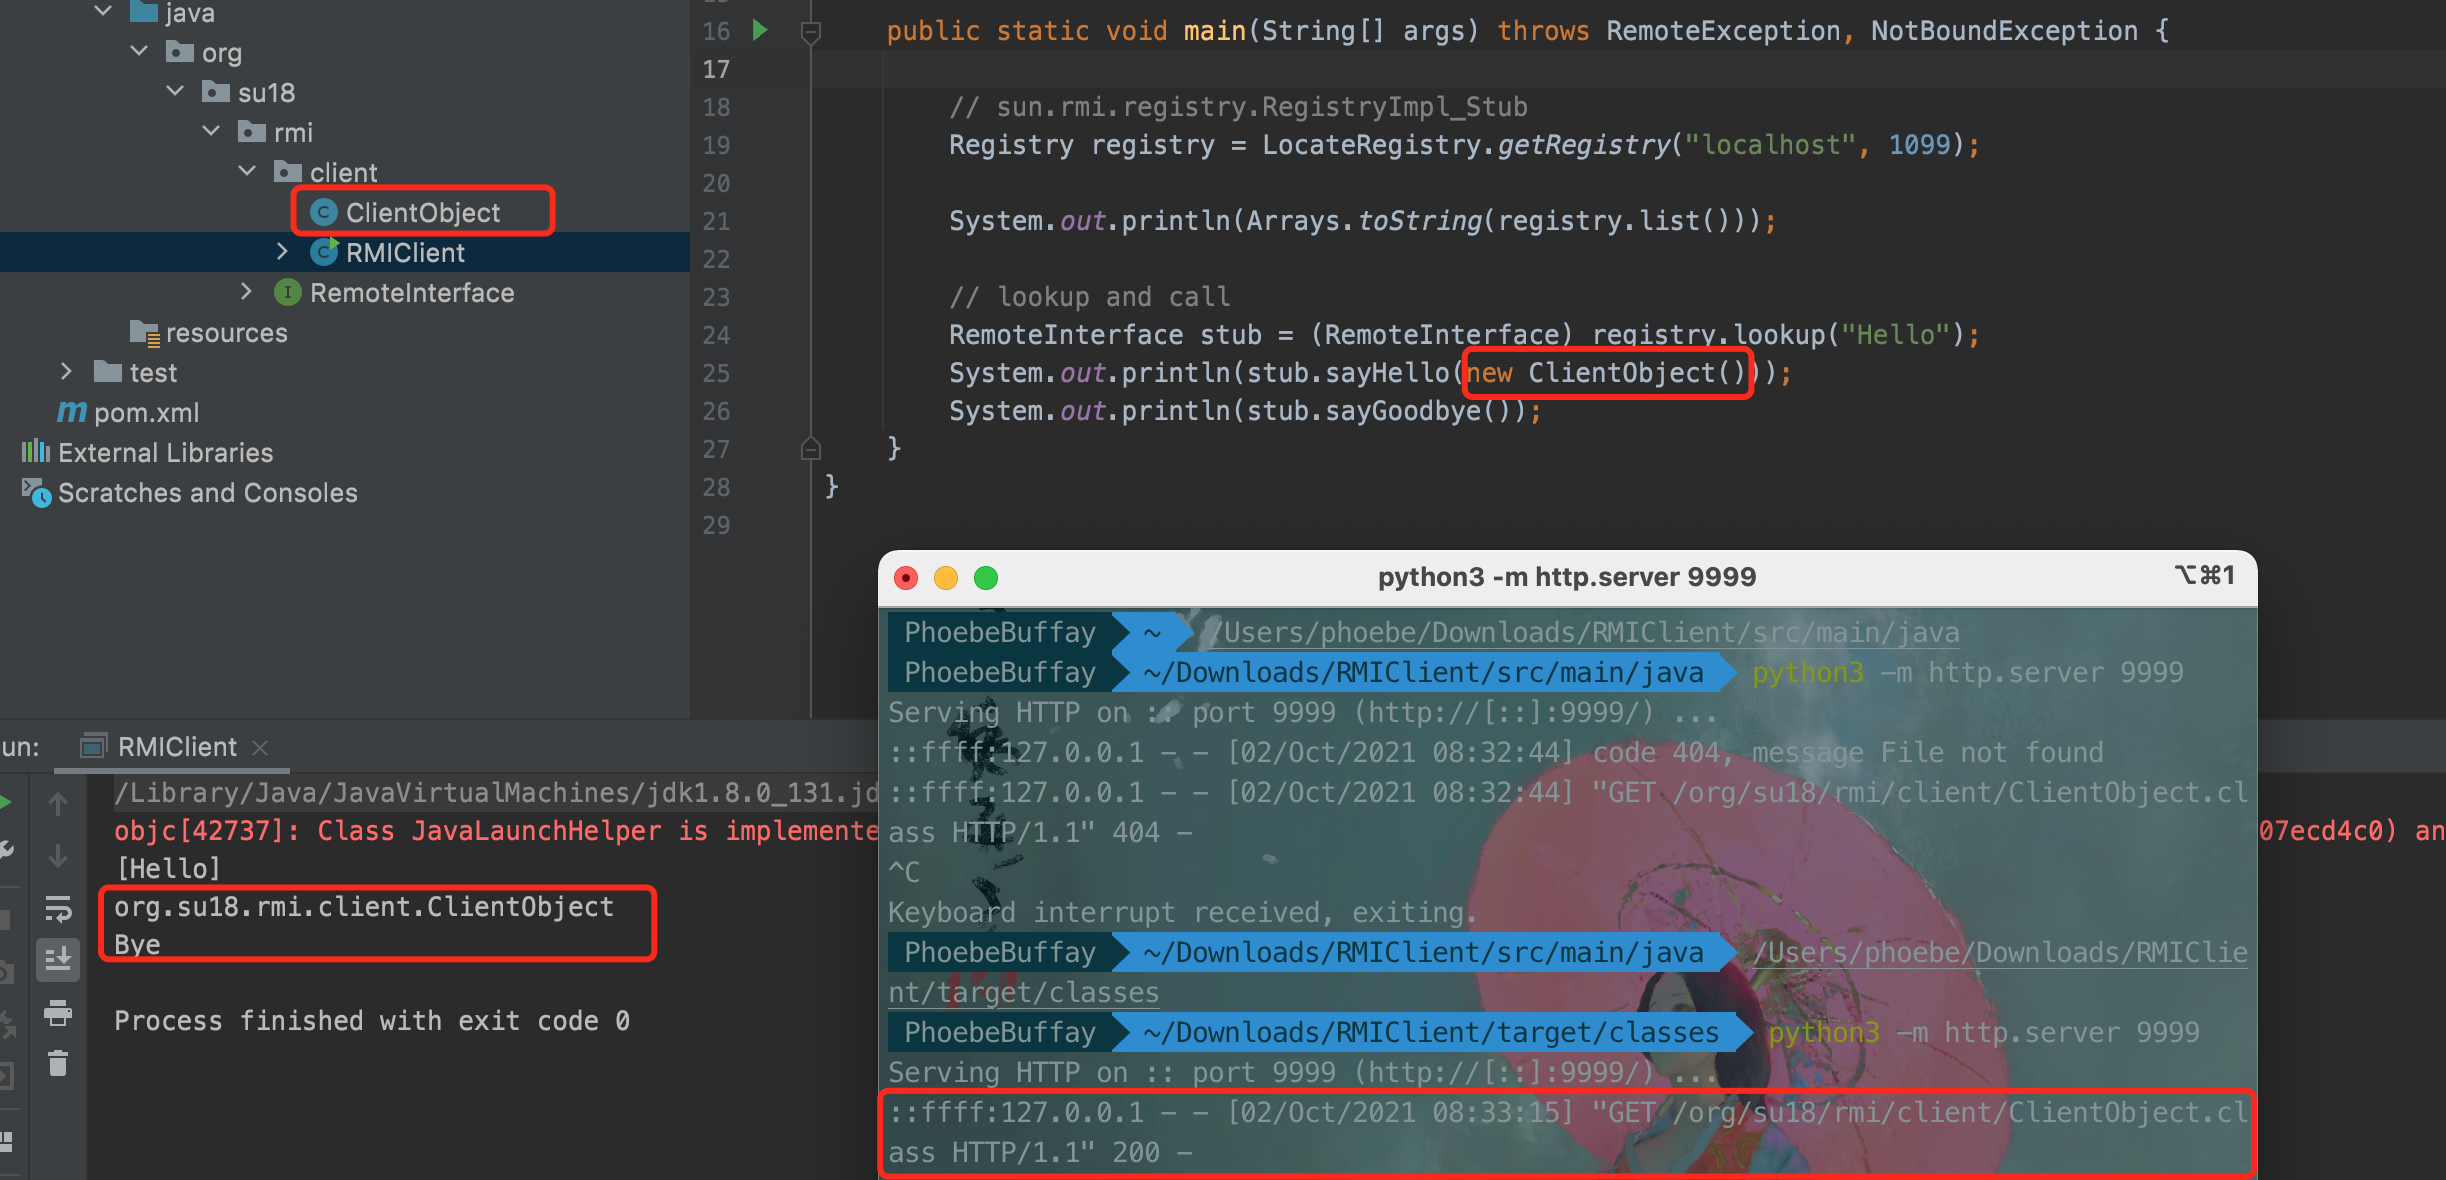 java
org
su18
rmi
client
ClientObject
RMIClient
RemoteInterface
resources
test
pom.xml
External Libraries
Scratches and Consoles
16 public static void main(String[] args) throws RemoteException, NotBoundException {
17
18 // sun.rmi.registry.RegistryImpl_Stub
19 Registry registry = LocateRegistry.getRegistry("localhost", 1099);
20
21 System.out.println(Arrays.toString(registry.list()));
22
23 // lookup and call
24 RemoteInterface stub = (RemoteInterface) registry.lookup("Hello");
25 System.out.println(stub.sayHello(new ClientObject()));
26 System.out.println(stub.sayGoodbye());
27 }
28 }
29
un: RMIClient
/Library/Java/JavaVirtualMachines/jdk1.8.0_131.jd
objc[42737]: Class JavaLaunchHelper is implemente
07ecd4c0) an
[Hello]
org.su18.rmi.client.ClientObject
Bye
Process finished with exit code 0
python3 -m http.server 9999 ⌥⌘1
PhoebeBuffay ~ /Users/phoebe/Downloads/RMIClient/src/main/java
PhoebeBuffay ~/Downloads/RMIClient/src/main/java python3 -m http.server 9999
Serving HTTP on :: port 9999 (http://[::]:9999/) ...
::ffff:127.0.0.1 - - [02/Oct/2021 08:32:44] code 404, message File not found
::ffff:127.0.0.1 - - [02/Oct/2021 08:32:44] "GET /org/su18/rmi/client/ClientObject.cl
ass HTTP/1.1" 404 -
^C
Keyboard interrupt received, exiting.
PhoebeBuffay ~/Downloads/RMIClient/src/main/java /Users/phoebe/Downloads/RMIClie
nt/target/classes
PhoebeBuffay ~/Downloads/RMIClient/target/classes python3 -m http.server 9999
Serving HTTP on :: port 9999 (http://[::]:9999/) ...
::ffff:127.0.0.1 - - [02/Oct/2021 08:33:15] "GET /org/su18/rmi/client/ClientObject.cl
ass HTTP/1.1" 200 -